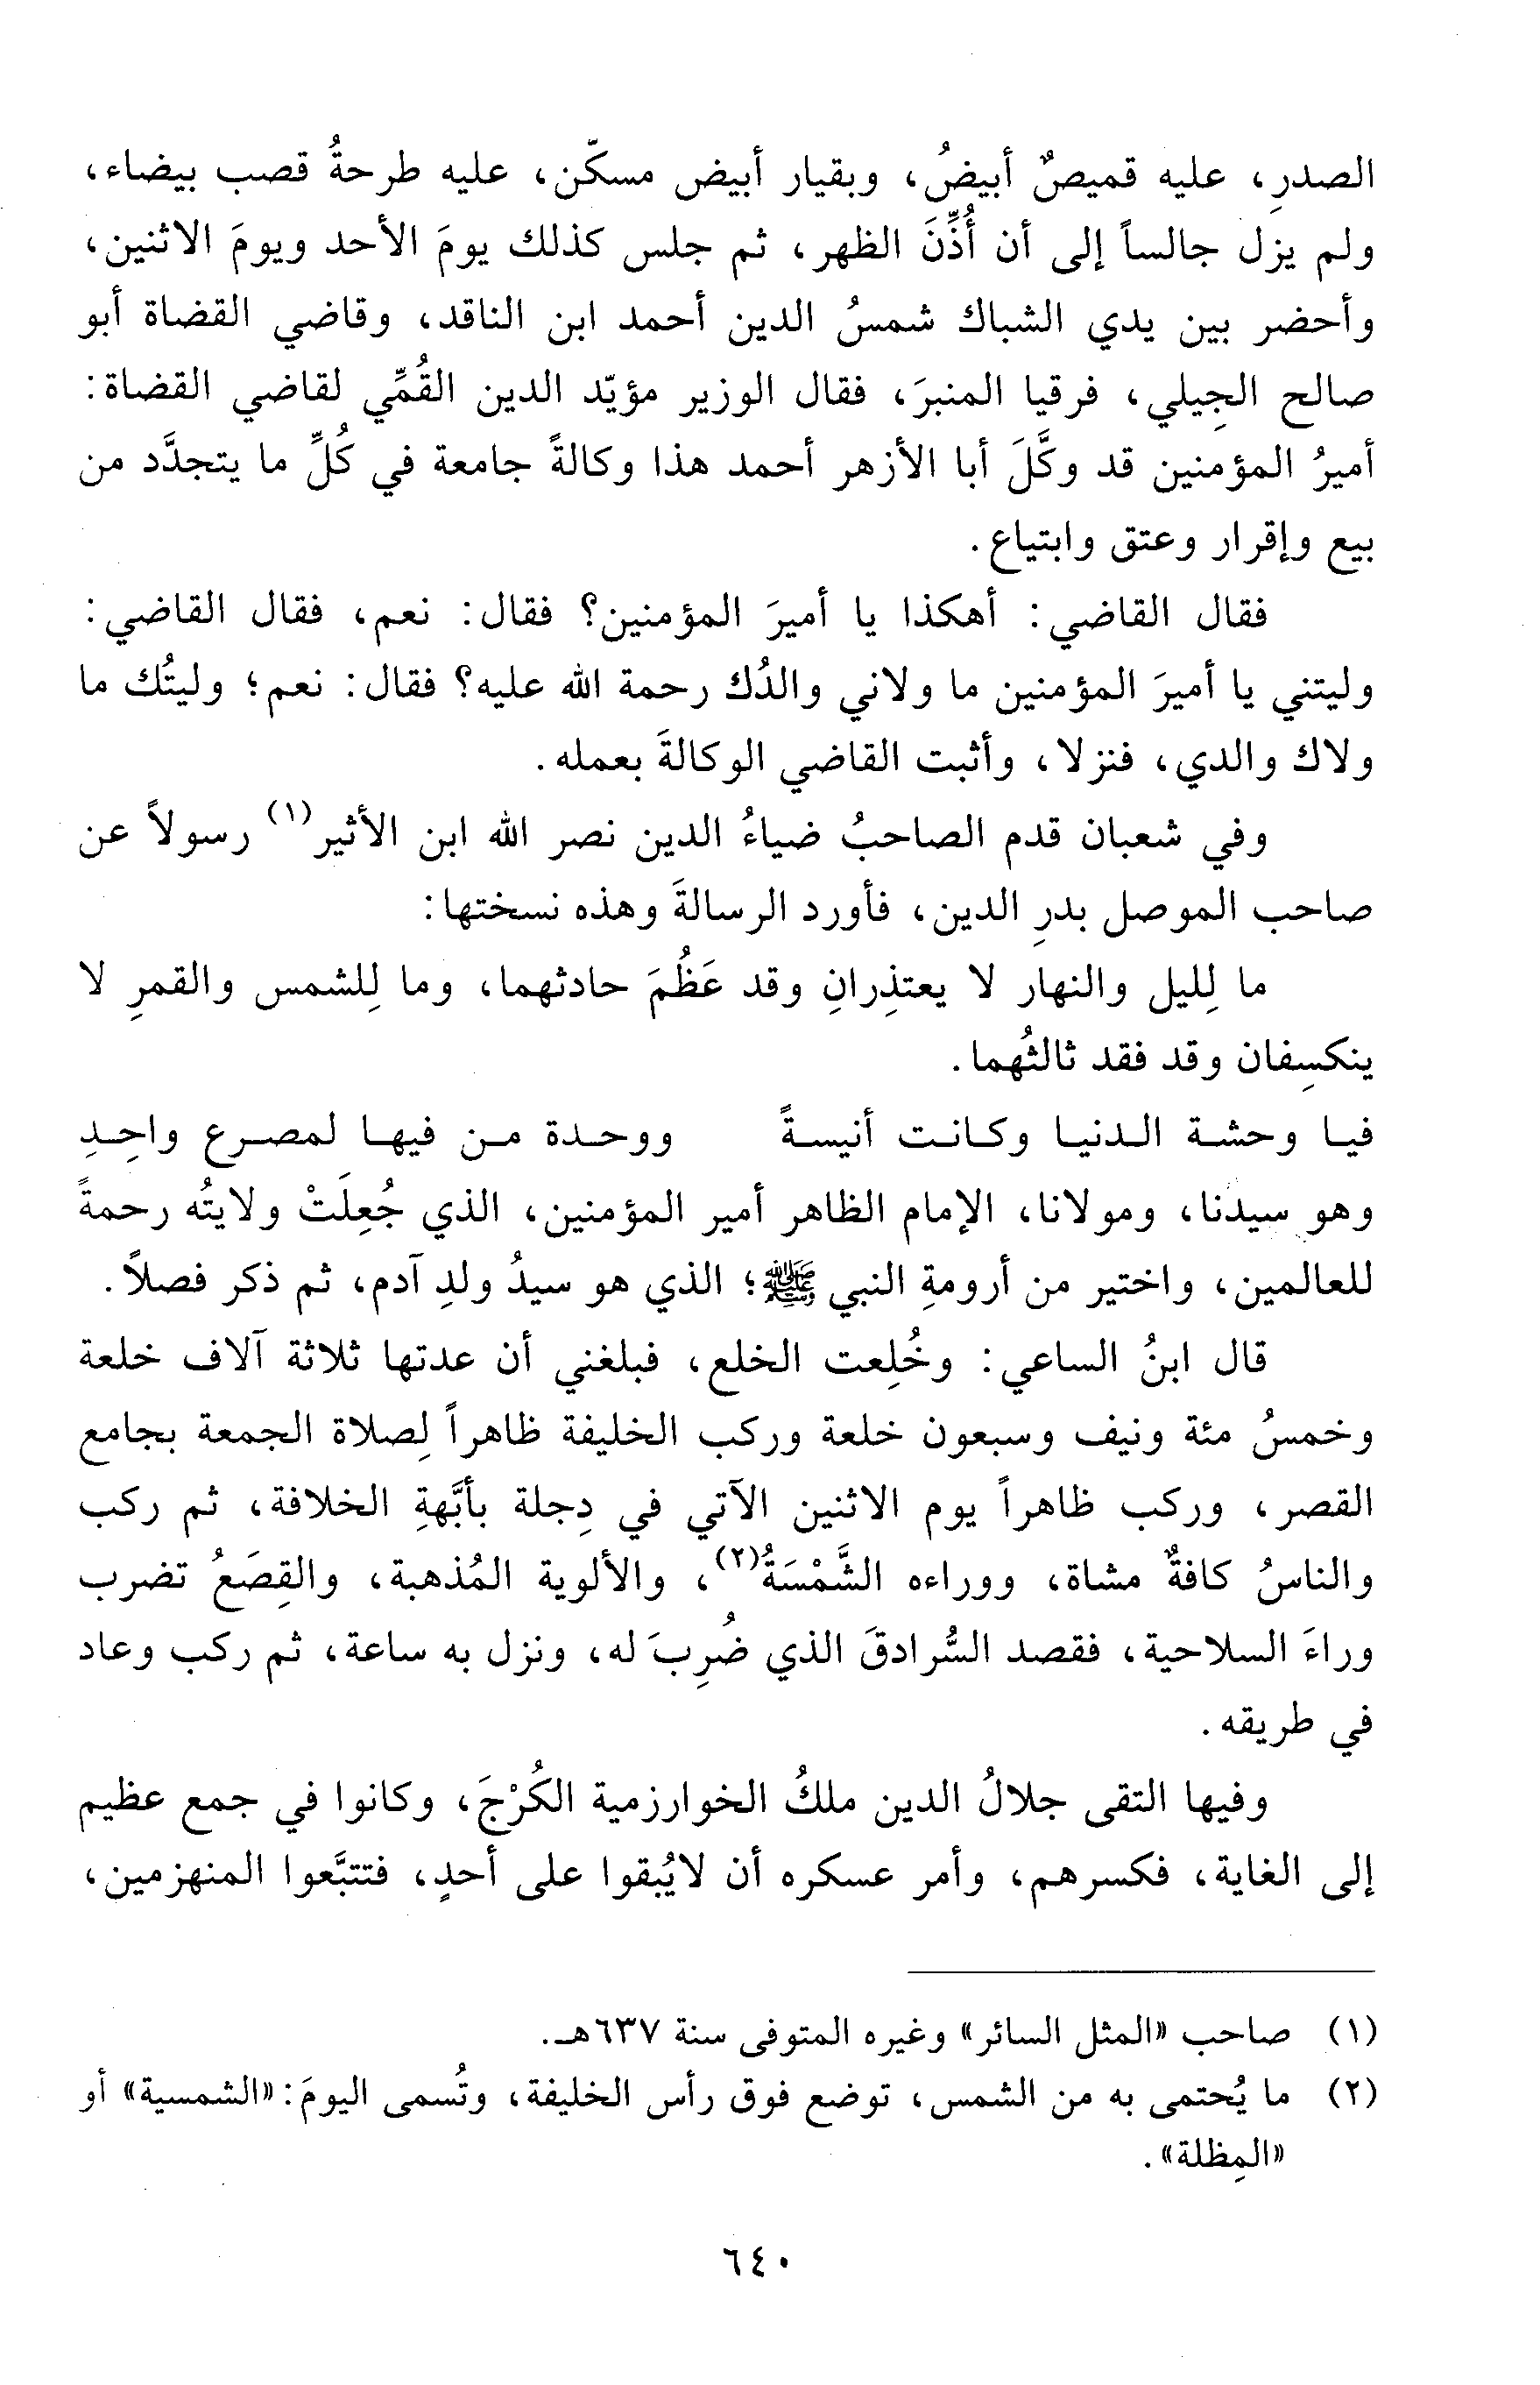 الصدرِ، عليه قميصٌ أبيضُ، وبقيار أبيض مسكّن، عليه طرحةُ قصب بيضاء،
ولم يزل جالساً إلى أن أُذِّنَ الظهر، ثم جلس كذلك يومَ الأحد ويومَ الاثنين،
وأحضر بين يدي الشباك شمسُ الدين أحمد ابن الناقد، وقاضي القضاة أبو
صالح الجِيلي، فرقيا المنبرَ، فقال الوزير مؤيّد الدين القُمِّي لقاضي القضاة:
أميرُ المؤمنين قد وكَّلَ أبا الأزهر أحمد هذا وكالةً جامعة في كُلِّ ما يتجدَّد من
بيع وإقرار وعتق وابتياع.
فقال القاضي: أهكذا يا أميرَ المؤمنين؟ فقال: نعم، فقال القاضي:
وليتني يا أميرَ المؤمنين ما ولاني والدُك رحمة الله عليه؟ فقال: نعم؛ وليتُك ما
ولاك والدي، فنزلا، وأثبت القاضي الوكالةَ بعمله.
وفي شعبان قدم الصاحبُ ضياءُ الدين نصر الله ابن الأثير(١) رسولاً عن
صاحب الموصل بدرِ الدين، فأورد الرسالةَ وهذه نسختها:
ما لِليل والنهار لا يعتذِرانِ وقد عَظُمَ حادثهما، وما لِلشمس والقمرِ لا
ينكسِفان وقد فقد ثالثُهما.
فيا وحشة الدنيا وكانت أنيسةً ووحدة من فيها لمصرع واحِدِ
وهو سيدنا، ومولانا، الإمام الظاهر أمير المؤمنين، الذي جُعِلَتْ ولايتُه رحمةً
للعالمين، واختير من أرومةِ النبي ﷺ؛ الذي هو سيدُ ولدِ آدم، ثم ذكر فصلاً.
قال ابنُ الساعي: وخُلِعت الخلع، فبلغني أن عدتها ثلاثة آلاف خلعة
وخمسُ مئة ونيف وسبعون خلعة وركب الخليفة ظاهراً لِصلاة الجمعة بجامع
القصر، وركب ظاهراً يوم الاثنين الآتي في دِجلة بأبَّهةِ الخلافة، ثم ركب
والناسُ كافةٌ مشاة، ووراءه الشَّمْسَةُ(٢)، والألوية المُذهبة، والقِصَعُ تضرب
وراءَ السلاحية، فقصد السُّرادقَ الذي ضُرِبَ له، ونزل به ساعة، ثم ركب وعاد
في طريقه.
وفيها التقى جلالُ الدين ملكُ الخوارزمية الكُرْجَ، وكانوا في جمع عظيم
إلى الغاية، فكسرهم، وأمر عسكره أن لايُبقوا على أحدٍ، فتتبَّعوا المنهزمين،
(١) صاحب «المثل السائر» وغيره المتوفى سنة ٦٣٧هـ.
(٢) ما يُحتمى به من الشمس، توضع فوق رأس الخليفة، وتُسمى اليومَ: «الشمسية» أو
«المِظلة».
٦٤٠